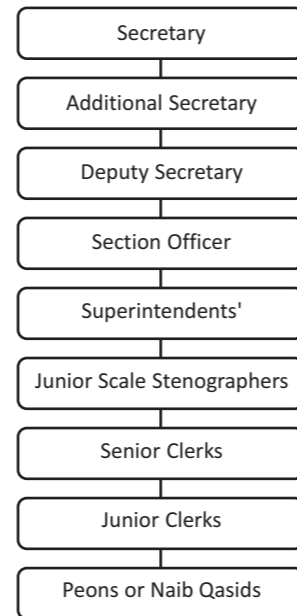 Secretary
Additional Secretary
Deputy Secretary
Section Officer
Superintendents'
Junior Scale Stenographers
Senior Clerks
Junior Clerks
Peons or Naib Qasids